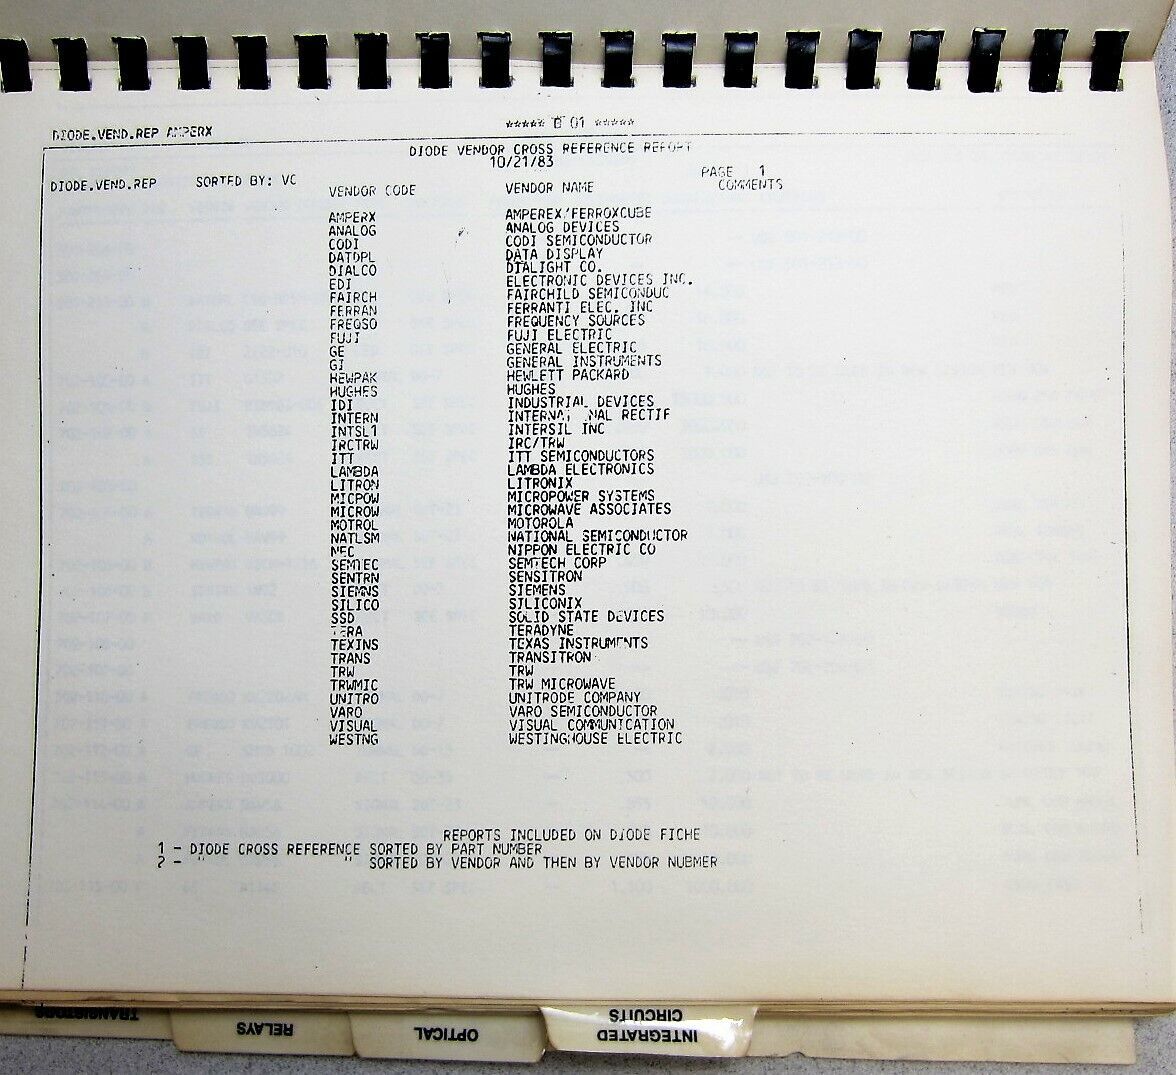 DIODE.VEND.REP AMPERX
***** B 01 *****
DIODE VENDOR CROSS REFERENCE REPORT
10/21/83
PAGE 1
DIODE.VEND.REP SORTED BY: VC
VENDOR CODE VENDOR NAME COMMENTS
AMPERX AMPEREX/FERROXCUBE
ANALOG ANALOG DEVICES
CODI CODI SEMICONDUCTOR
DATDPL DATA DISPLAY
DIALCO DIALIGHT CO.
EDI ELECTRONIC DEVICES INC.
FAIRCH FAIRCHILD SEMICONDUC
FERRAN FERRANTI ELEC. INC
FREQSO FREQUENCY SOURCES
FUJI FUJI ELECTRIC
GE GENERAL ELECTRIC
GI GENERAL INSTRUMENTS
HEWPAK HEWLETT PACKARD
HUGHES HUGHES
IDI INDUSTRIAL DEVICES
INTERN INTERNATIONAL RECTIF
INTSL1 INTERSIL INC
IRCTRW IRC/TRW
ITT ITT SEMICONDUCTORS
LAMBDA LAMBDA ELECTRONICS
LITRON LITRONIX
MICPOW MICROPOWER SYSTEMS
MICROW MICROWAVE ASSOCIATES
MOTROL MOTOROLA
NATLSM NATIONAL SEMICONDUCTOR
NEC NIPPON ELECTRIC CO
SEMTEC SEMTECH CORP
SENTRN SENSITRON
SIEMNS SIEMENS
SILICO SILICONIX
SSD SOLID STATE DEVICES
TERA TERADYNE
TEXINS TEXAS INSTRUMENTS
TRANS TRANSITRON
TRW TRW
TRWMIC TRW MICROWAVE
UNITRO UNITRODE COMPANY
VARO VARO SEMICONDUCTOR
VISUAL VISUAL COMMUNTCATION
WESTNG WESTINGHOUSE ELECTRIC
REPORTS INCLUDED ON DIODE FICHE
1 - DIODE CROSS REFERENCE SORTED BY PART NUMBER
2 - " " SORTED BY VENDOR AND THEN BY VENDOR NUBMER
TRANSISTORS
RELAYS
OPTICAL
INTEGRATED
CIRCUITS